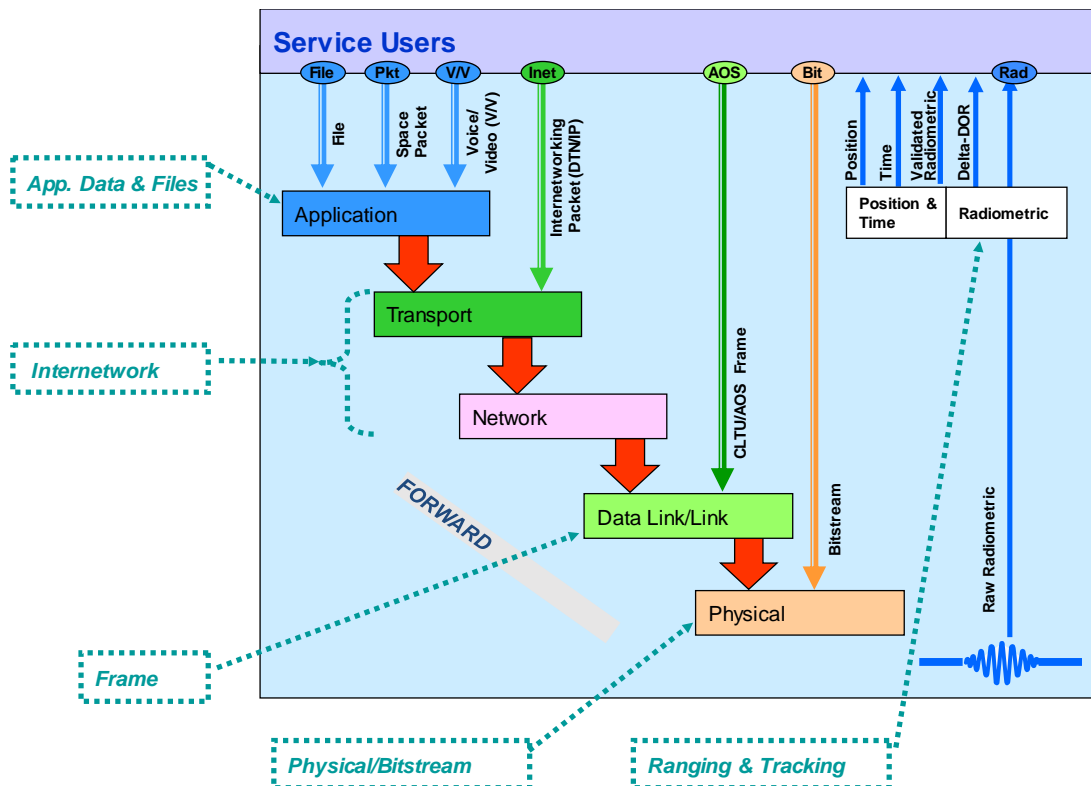 Service Users
File
Pkt
V/V
Inet
AOS
Bit
Rad
File
Space
Packet
Voice/
Video (V/V)
Internetworking
Packet (DTN/IP)
CLTU/AOS Frame
Bitstream
Position
Time
Validated
Radiometric
Delta-DOR
App. Data & Files
Application
Position &
Time
Radiometric
Transport
Internetwork
Network
FORWARD
Data Link/Link
Raw Radiometric
Physical
Frame
Physical/Bitstream
Ranging & Tracking